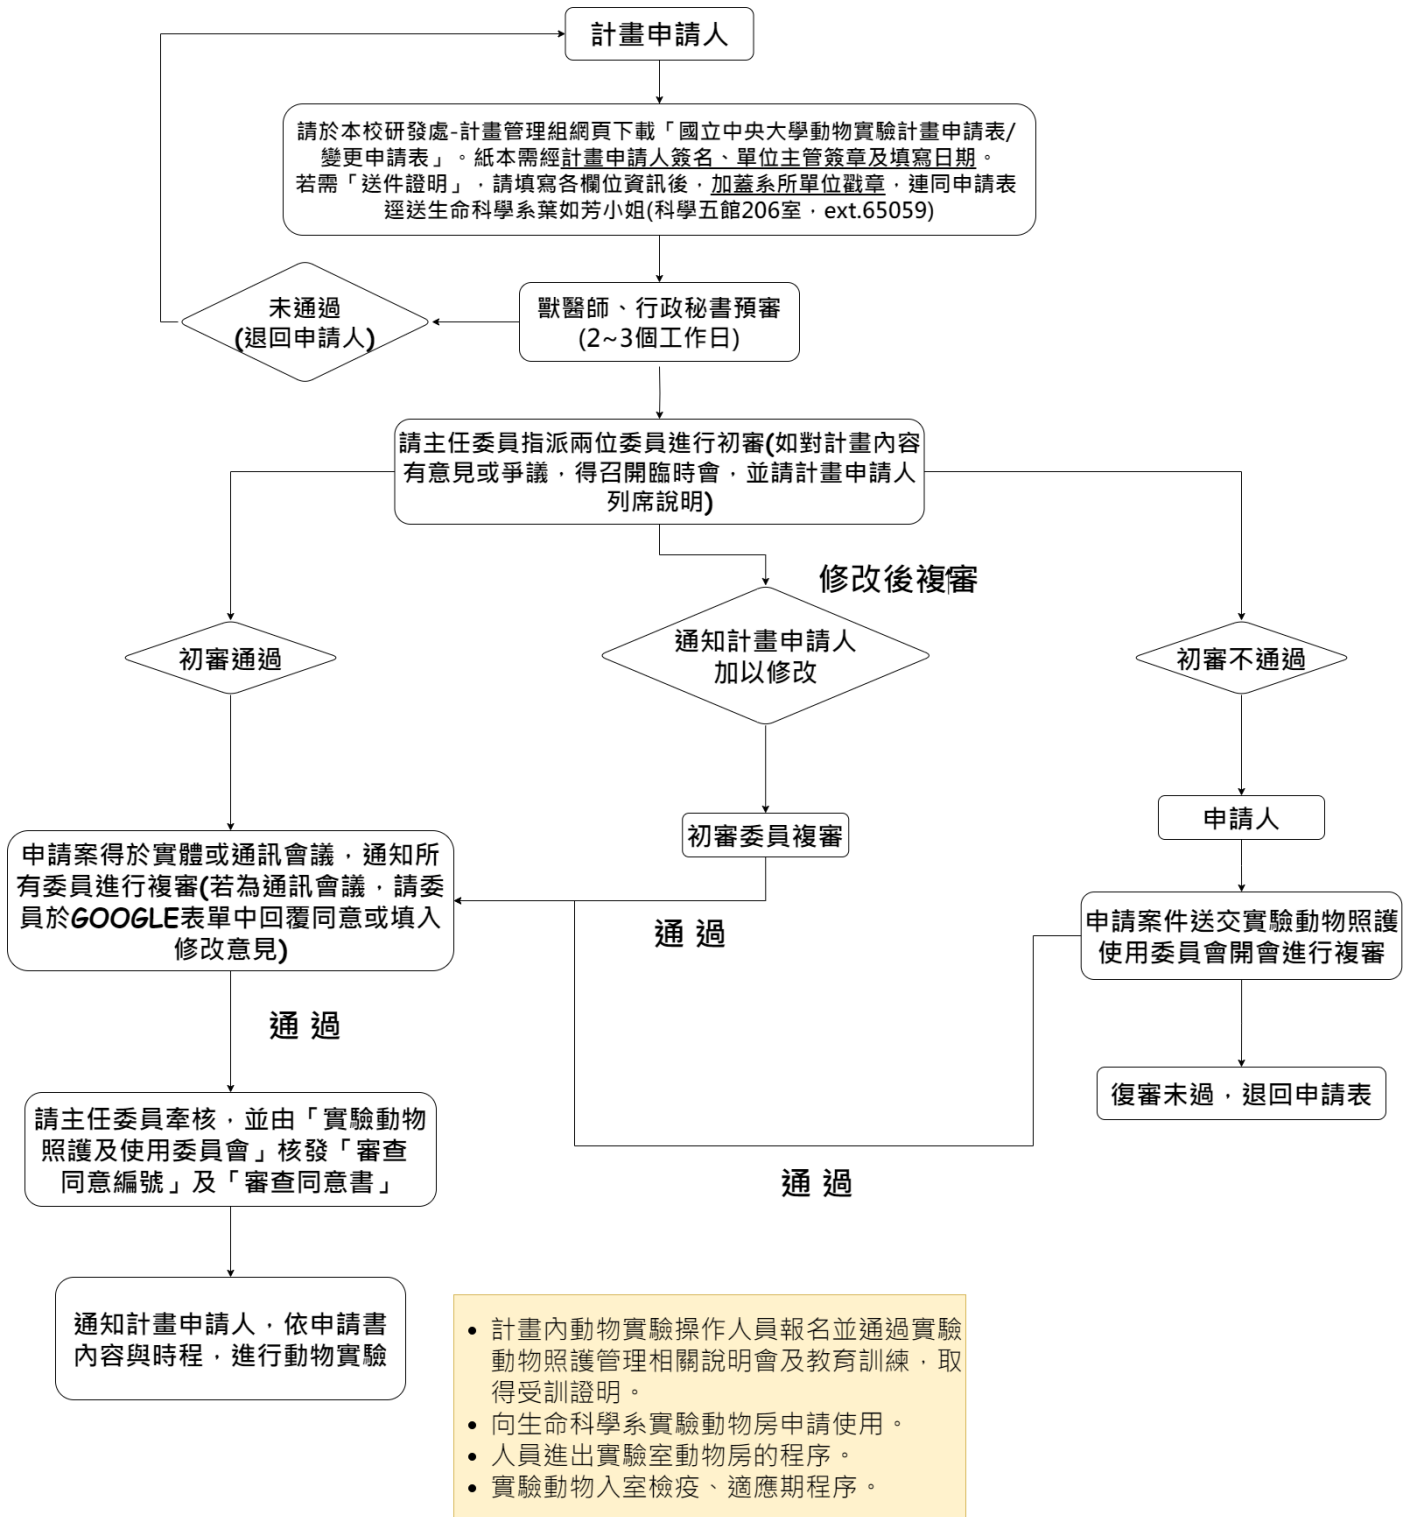 計畫申請人
請於本校研發處-計畫管理組網頁下載「國立中央大學動物實驗計畫申請表/
變更申請表」。紙本需經計畫申請人簽名、單位主管簽章及填寫日期。
若需「送件證明」，請填寫各欄位資訊後，加蓋系所單位戳章，連同申請表
逕送生命科學系葉如芳小姐(科學五館206室，ext.65059)
未通過
(退回申請人)
獸醫師、行政秘書預審
(2~3個工作日)
請主任委員指派兩位委員進行初審(如對計畫內容
有意見或爭議，得召開臨時會，並請計畫申請人
列席說明)
修改後複審
初審通過
通知計畫申請人
加以修改
初審不通過
申請人
初審委員複審
申請案得於實體或通訊會議，通知所
有委員進行複審(若為通訊會議，請委
員於GOOGLE表單中回覆同意或填入
修改意見)
通 過
申請案件送交實驗動物照護
使用委員會開會進行複審
通 過
復審未過，退回申請表
請主任委員牽核，並由「實驗動物
照護及使用委員會」核發「審查
同意編號」及「審查同意書」
通 過
通知計畫申請人，依申請書
內容與時程，進行動物實驗
• 計畫內動物實驗操作人員報名並通過實驗
動物照護管理相關說明會及教育訓練，取
得受訓證明。
• 向生命科學系實驗動物房申請使用。
• 人員進出實驗室動物房的程序。
• 實驗動物入室檢疫、適應期程序。